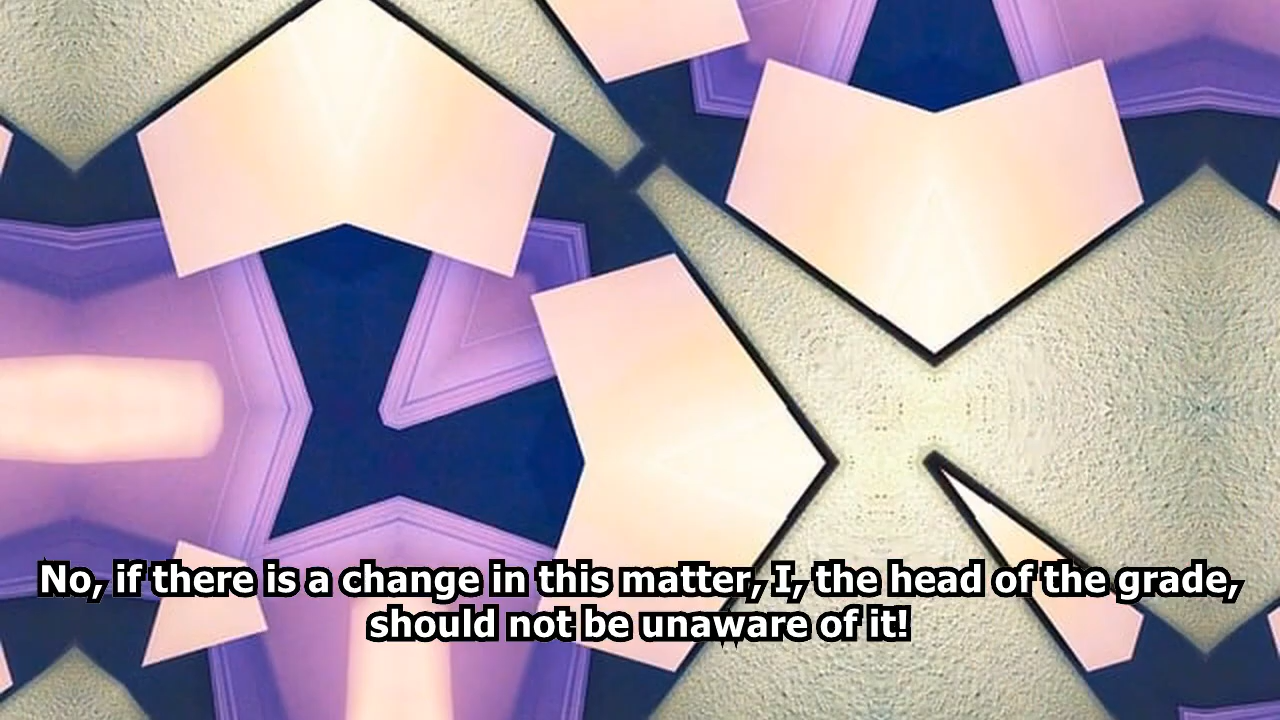 No, if there is a change in this matter, I, the head of the grade,
should not be unaware of it!